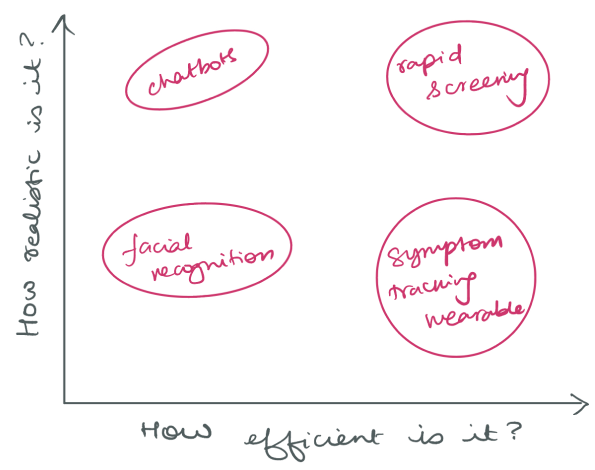 How realistic is it?
chatbots
rapid
screening
facial
recognition
symptom
tracking
wearable
How efficient is it?